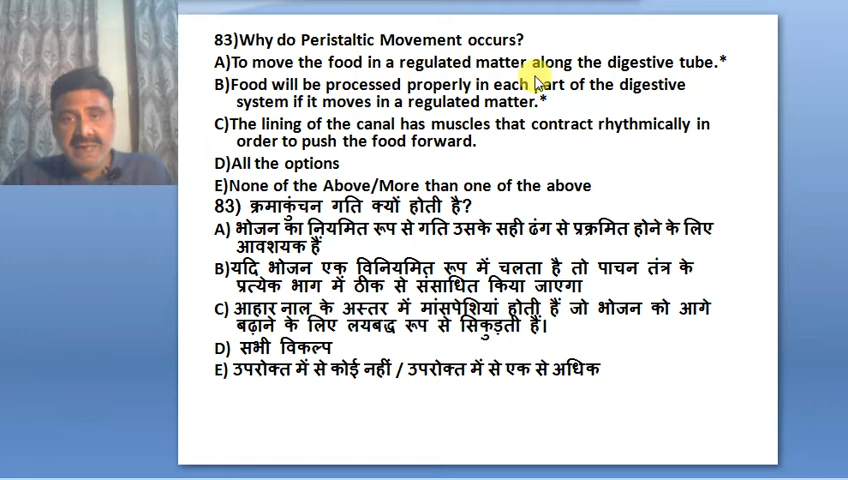 83)Why do Peristaltic Movement occurs?
A)To move the food in a regulated matter along the digestive tube.*
B)Food will be processed properly in each part of the digestive
system if it moves in a regulated matter.*
C)The lining of the canal has muscles that contract rhythmically in
order to push the food forward.
D)All the options
E)None of the Above/More than one of the above
83) क्रमाकुंचन गति क्यों होती है?
A) भोजन का नियमित रूप से गति उसके सही ढंग से प्रक्रमित होने के लिए
आवशयक हैं
B)यदि भोजन एक विनियमित रूप में चलता है तो पाचन तंत्र के
प्रत्येक भाग में ठीक से संसाधित किया जाएगा
C) आहार नाल के अस्तर में मांसपेशियां होती हैं जो भोजन को आगे
बढ़ाने के लिए लयबद्ध रूप से सिकुड़ती हैं।
D) सभी विकल्प
E) उपरोक्त में से कोई नहीं / उपरोक्त में से एक से अधिक